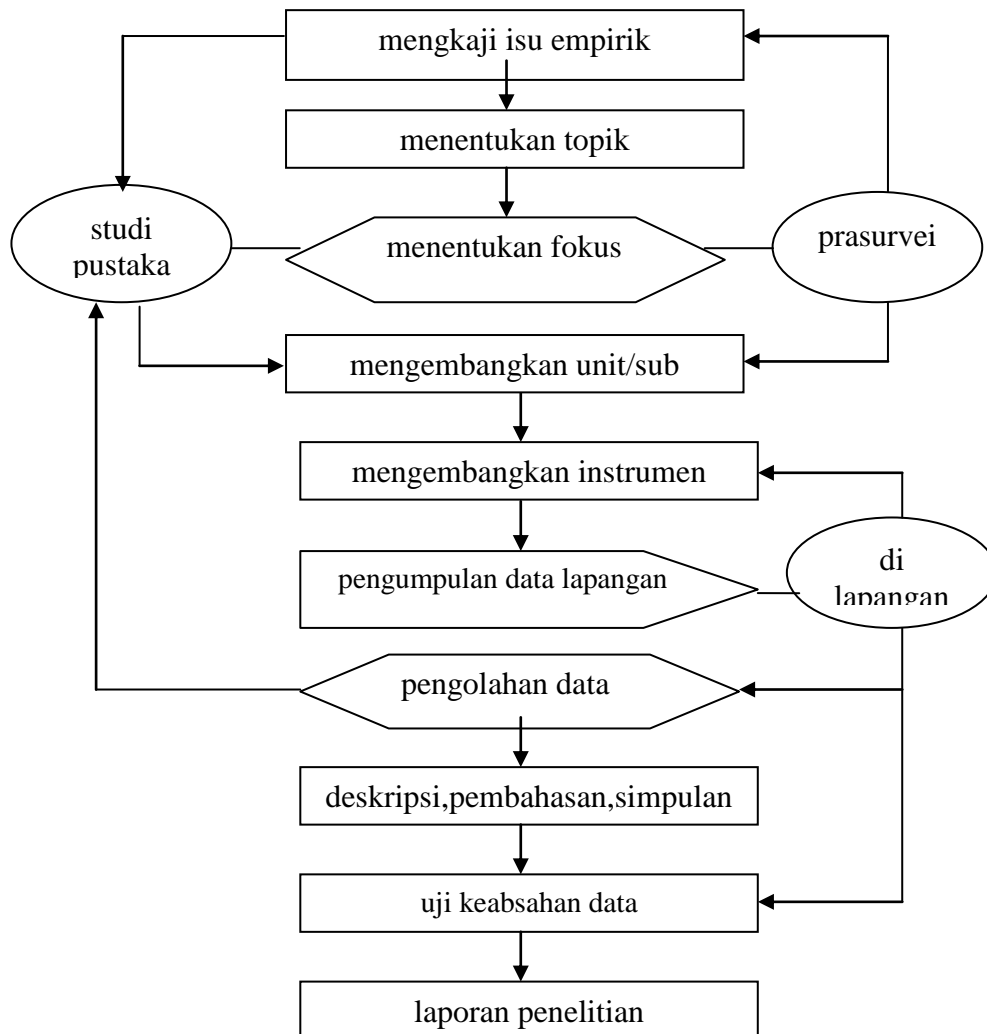 mengkaji isu empirik
menentukan topik
studi
pustaka
menentukan fokus
prasurvei
mengembangkan unit/sub
mengembangkan instrumen
pengumpulan data lapangan
di
lapangan
pengolahan data
deskripsi,pembahasan,simpulan
uji keabsahan data
laporan penelitian